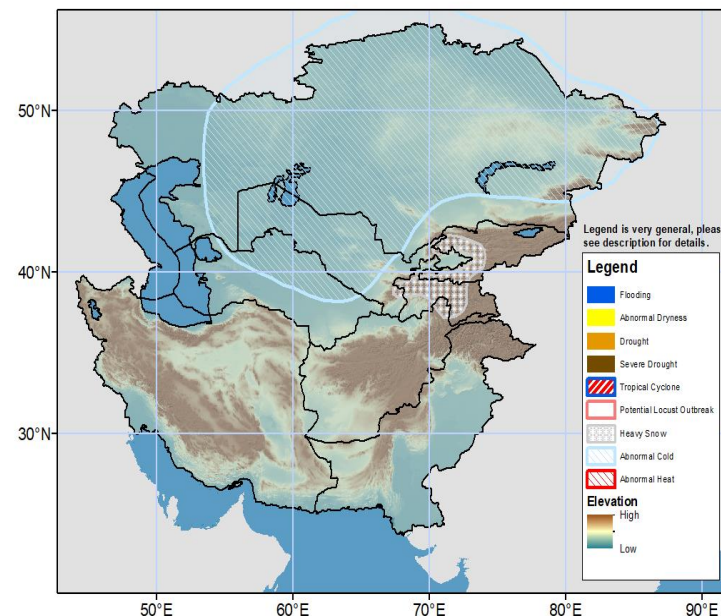 50°N
40°N
30°N
50°E
60°E
70°E
80°E
90°E
Legend is very general, pleas
see description for details.
Legend
Flooding
Abnormal Dryness
Drought
Severe Drought
Tropical Cyclone
Potential Locust Outbreak
Heavy Snow
Abnormal Cold
Abnormal Heat
Elevation
High
Low